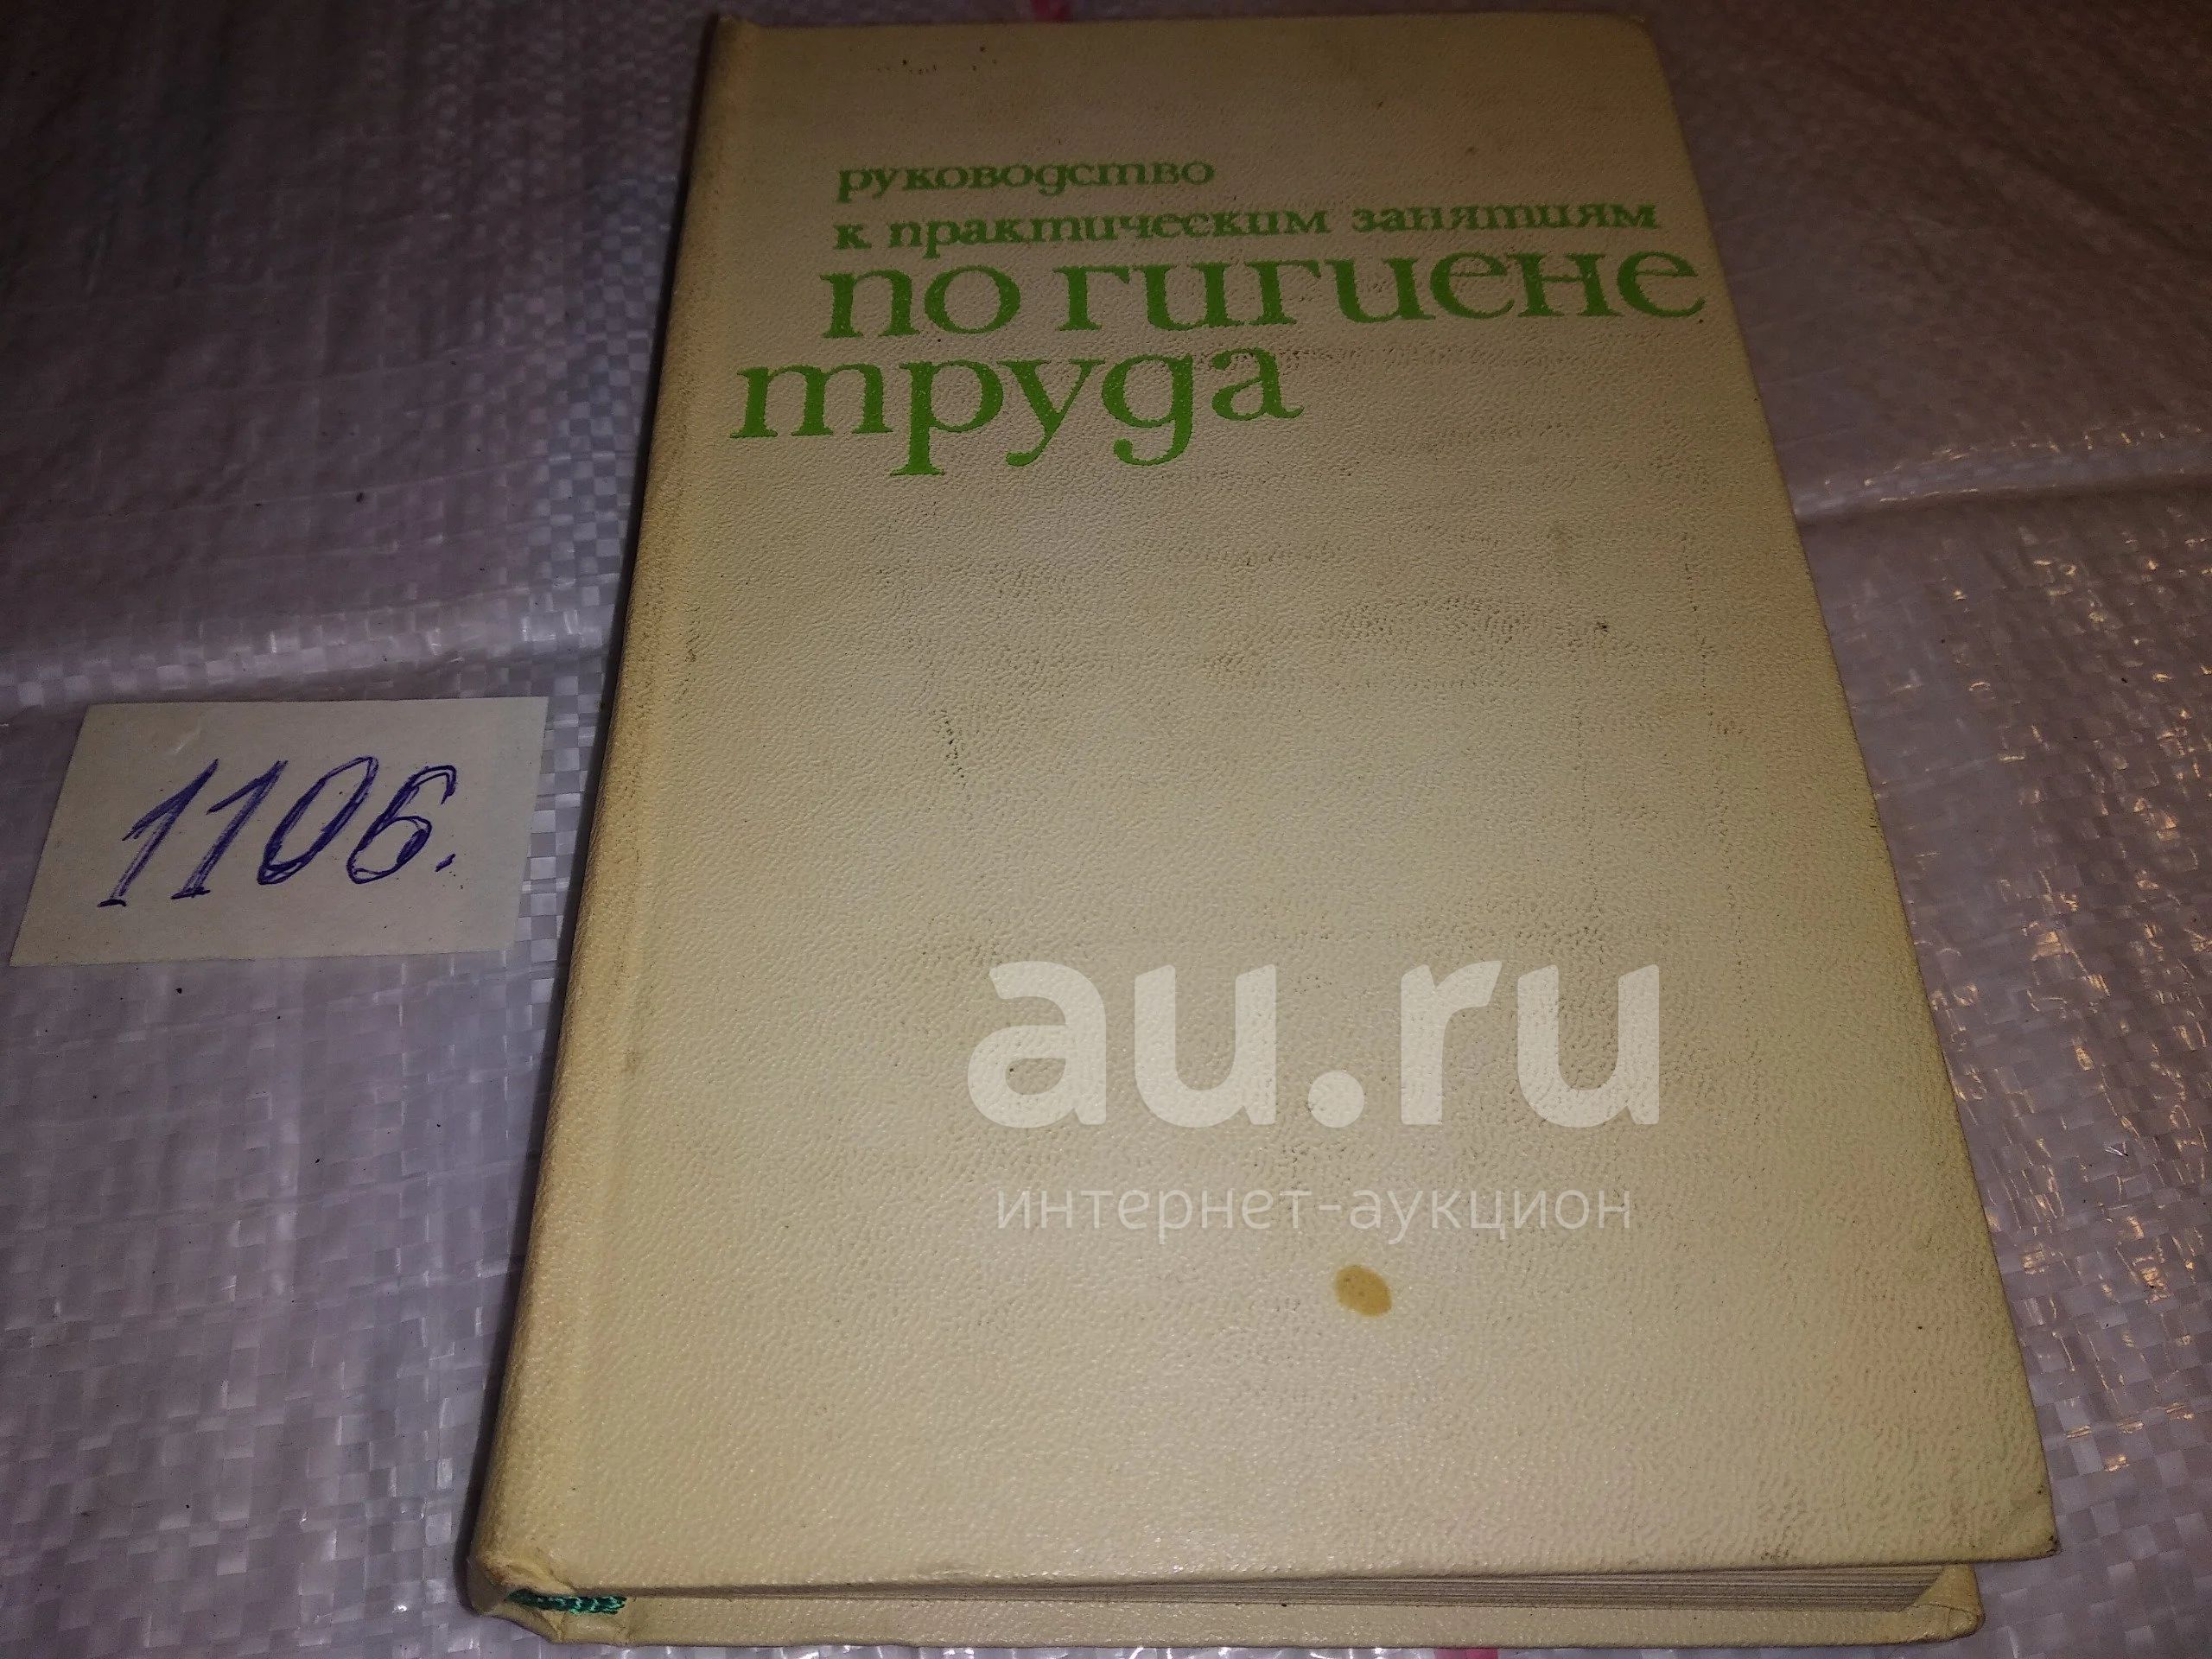 руководство
к практическим занятиям
по гигиене
труда
1106.
au.ru
интернет-аукцион